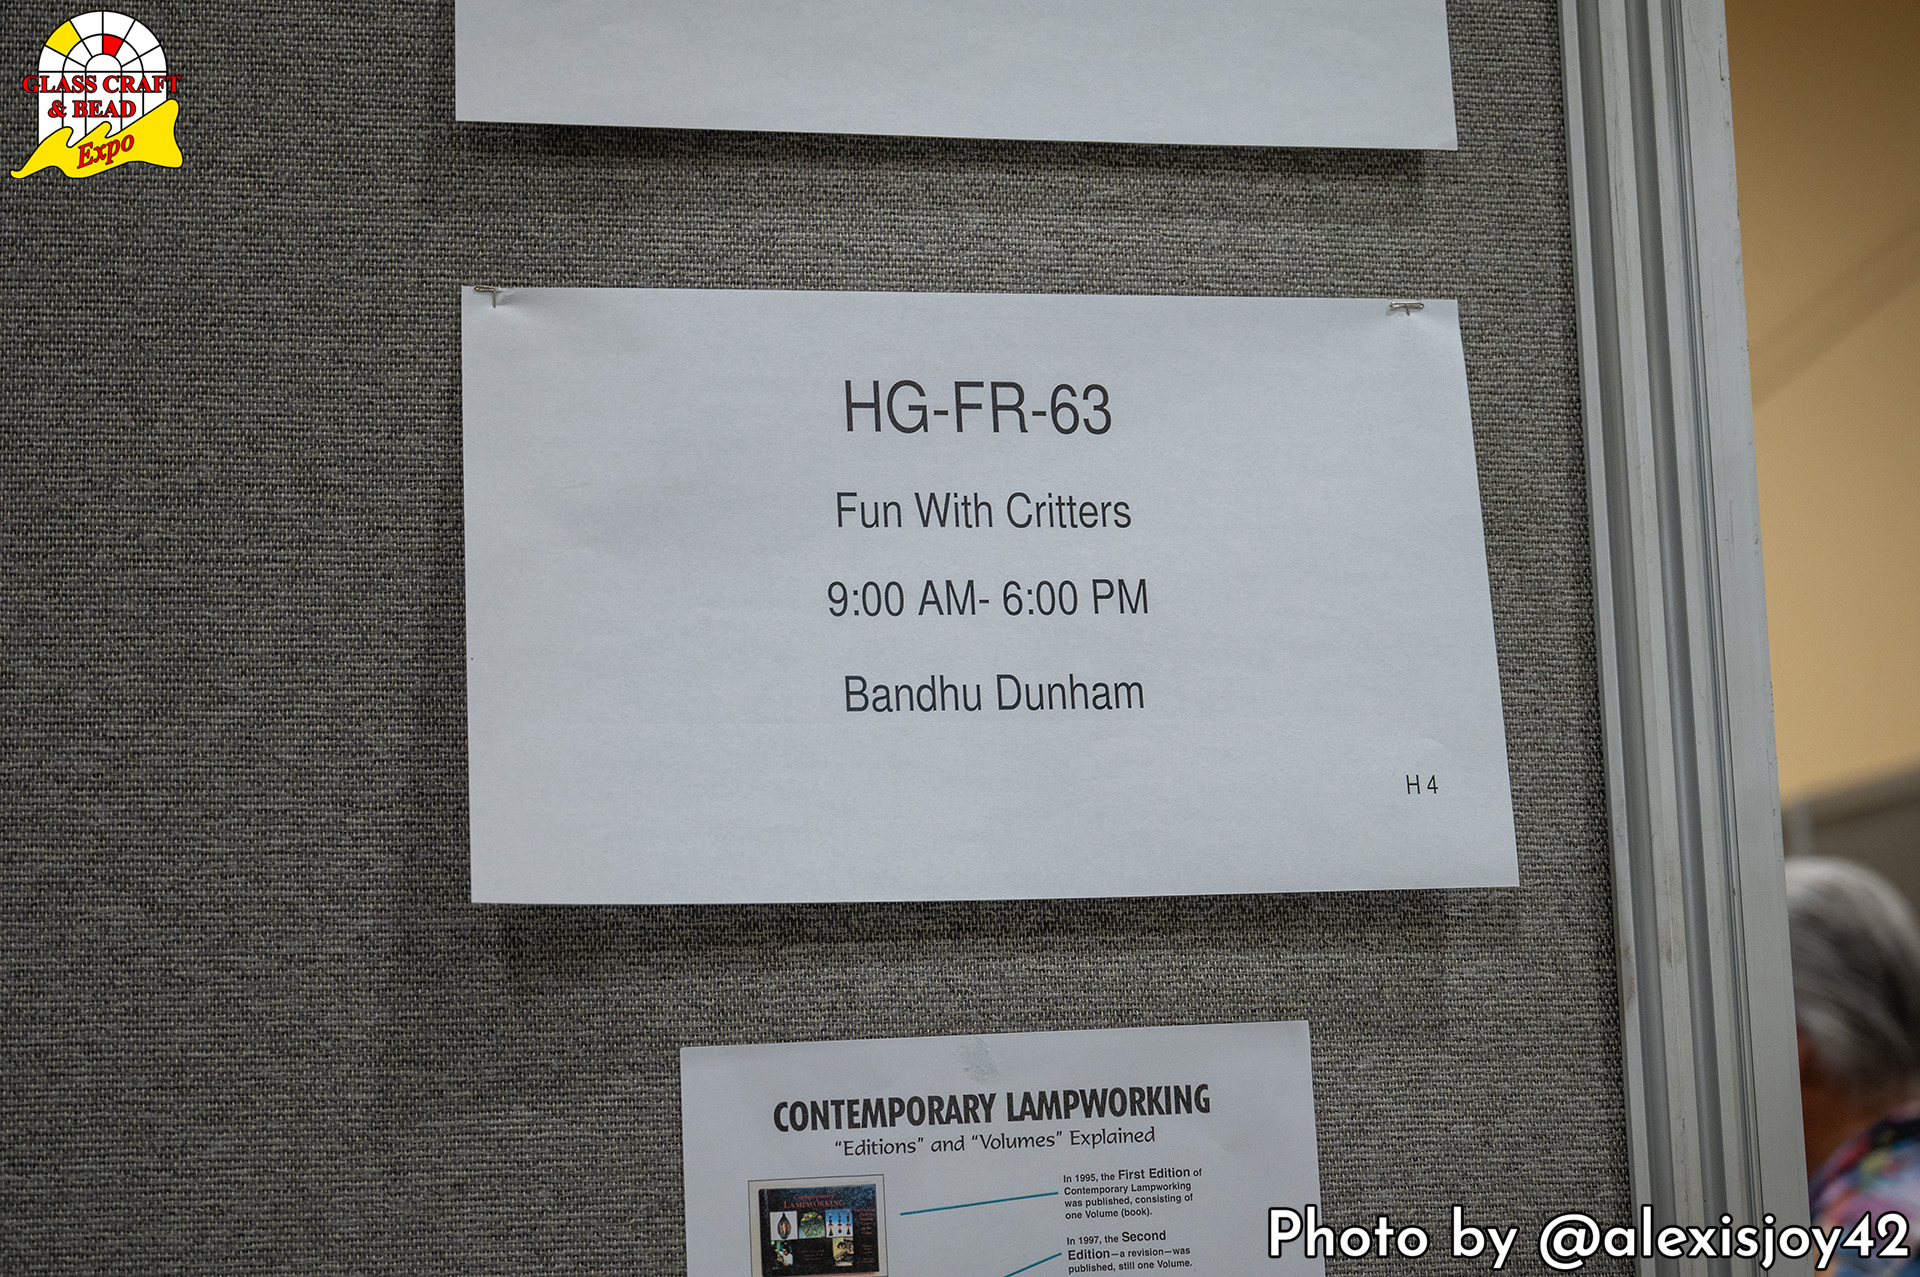 GLASS CRAFT
& BEAD
Expo
HG-FR-63
Fun With Critters
9:00 AM- 6:00 PM
Bandhu Dunham
H 4
CONTEMPORARY LAMPWORKING
"Editions" and "Volumes" Explained
In 1995, the First Edition of
Contemporary Lampworking
was published, consisting of
one Volume (book).
LAMPWORKING
In 1997, the Second
Edition—a revision—was
published, still one Volume.
Photo by @alexisjoy42